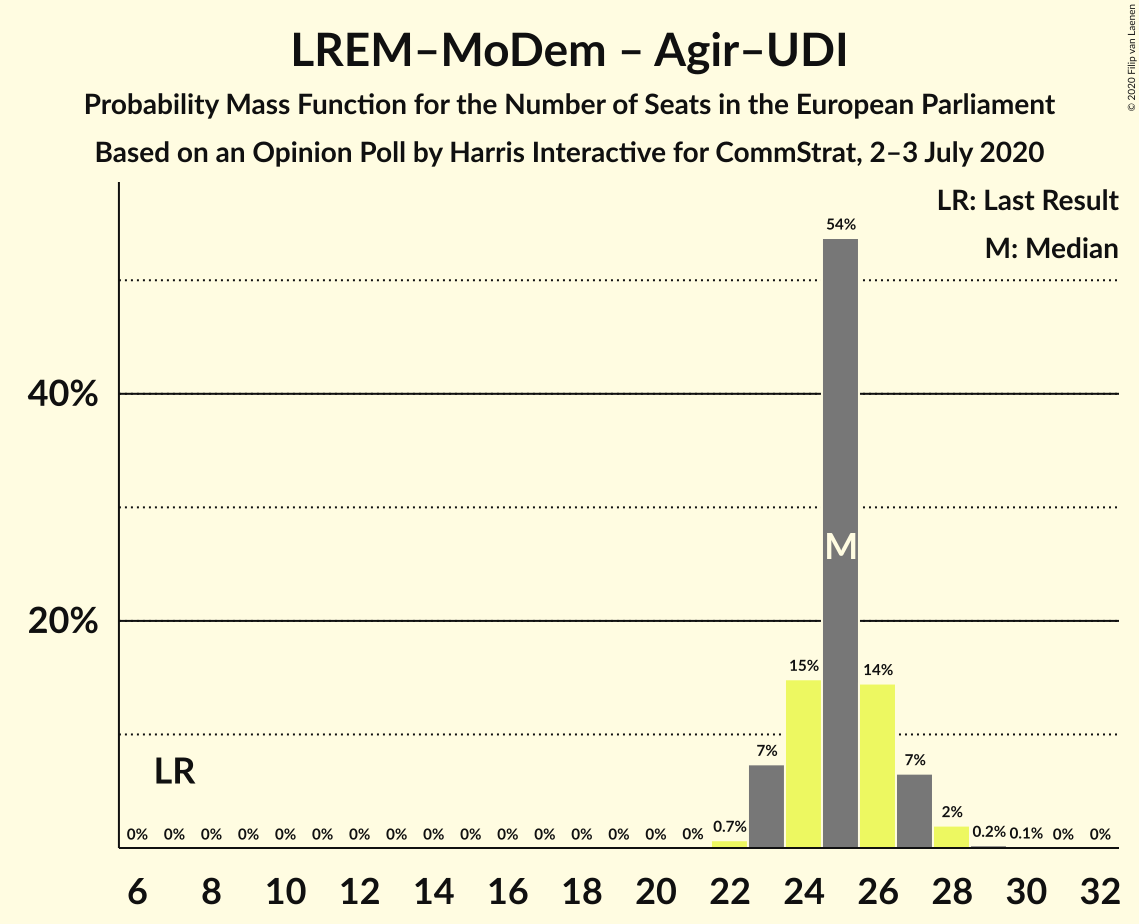 LREM–MoDem – Agir–UDI
Probability Mass Function for the Number of Seats in the European Parliament
Based on an Opinion Poll by Harris Interactive for CommStrat, 2–3 July 2020
© 2020 Filip van Laenen
LR: Last Result
M: Median
54%
40%
M
20%
15% 14%
7% 7%
LR
2%
0% 0% 0% 0% 0% 0% 0% 0% 0% 0% 0% 0% 0% 0% 0% 0% 0.7% 0.2% 0.1% 0% 0%
6 8 10 12 14 16 18 20 22 24 26 28 30 32